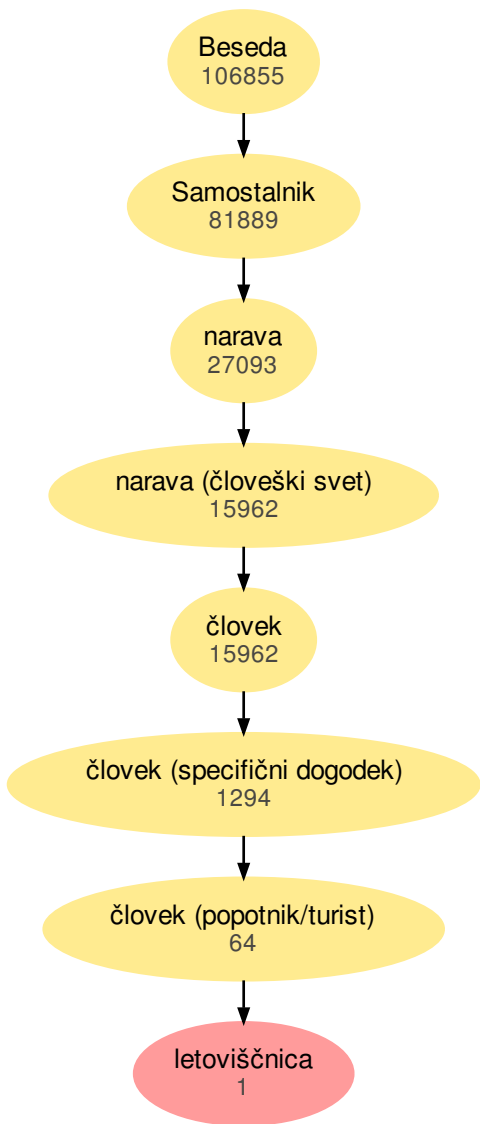 Beseda
106855
Samostalnik
81889
narava
27093
narava (človeški svet)
15962
človek
15962
človek (specifični dogodek)
1294
človek (popotnik/turist)
64
letoviščnica
1